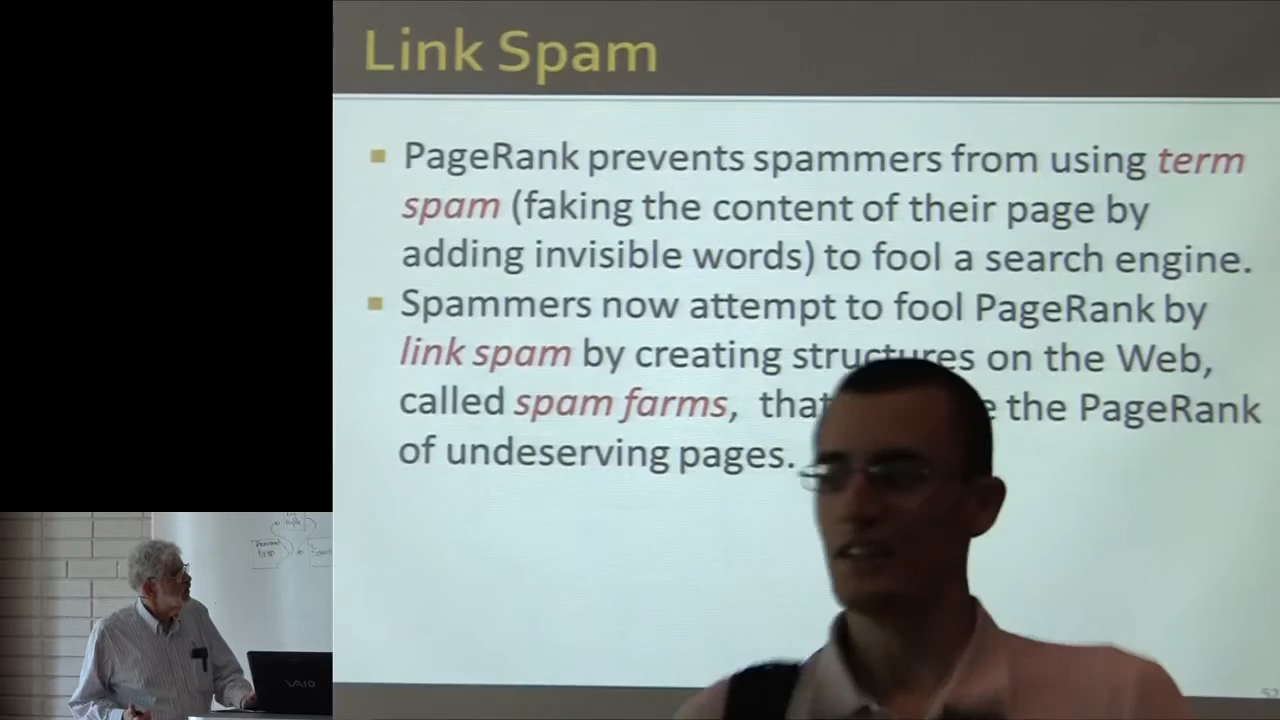 Link Spam
PageRank prevents spammers from using term
spam (faking the content of their page by
adding invisible words) to fool a search engine.
Spammers now attempt to fool PageRank by
link spam by creating structures on the Web,
called spam farms, the PageRank
of undeserving pages.
VAIO